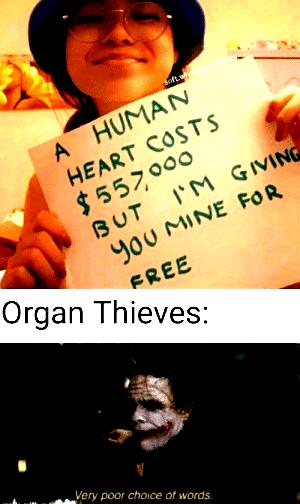 A HUMAN
HEART COSTS
$557,000
BUT I'M GIVING
YOU MINE FOR
FREE
Organ Thieves:
Very poor choice of words.